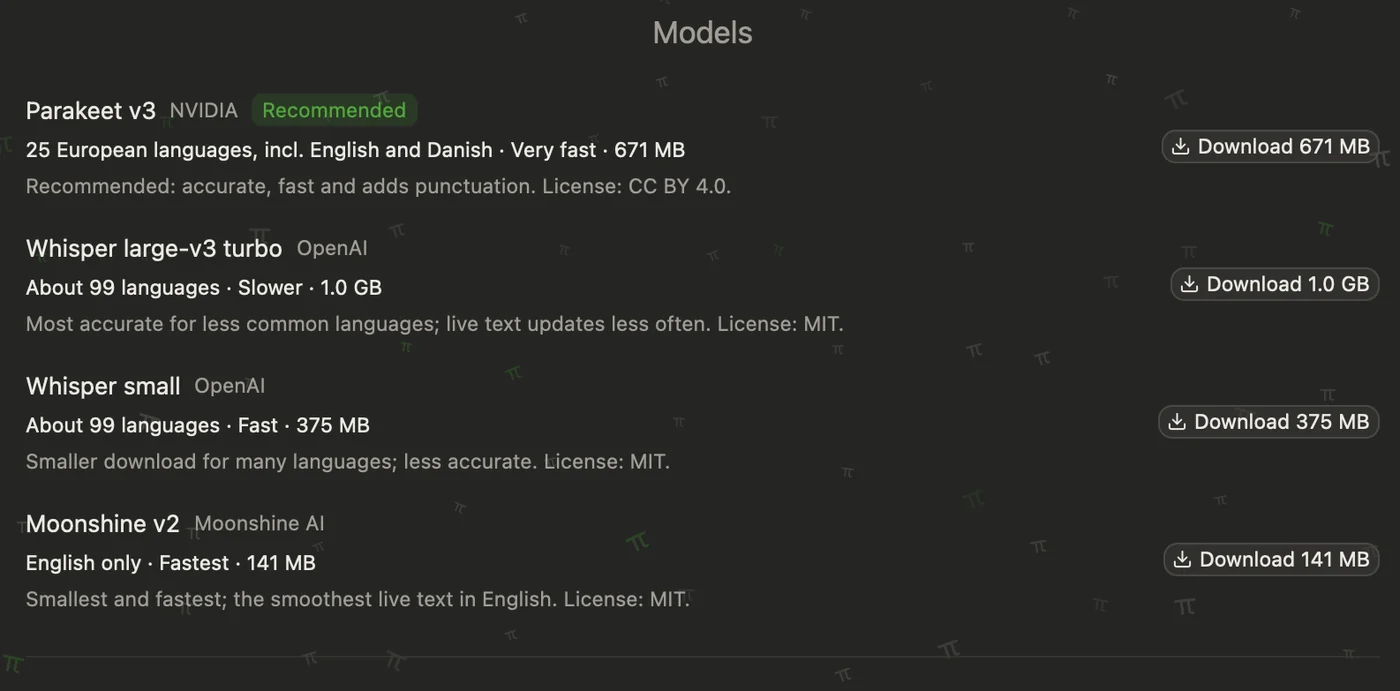 Models
Parakeet v3 NVIDIA Recommended
25 European languages, incl. English and Danish · Very fast · 671 MB
Download 671 MB
Recommended: accurate, fast and adds punctuation. License: CC BY 4.0.
Whisper large-v3 turbo OpenAI
About 99 languages · Slower · 1.0 GB
Download 1.0 GB
Most accurate for less common languages; live text updates less often. License: MIT.
Whisper small OpenAI
About 99 languages · Fast · 375 MB
Download 375 MB
Smaller download for many languages; less accurate. License: MIT.
Moonshine v2 Moonshine AI
English only · Fastest · 141 MB
Download 141 MB
Smallest and fastest; the smoothest live text in English. License: MIT.